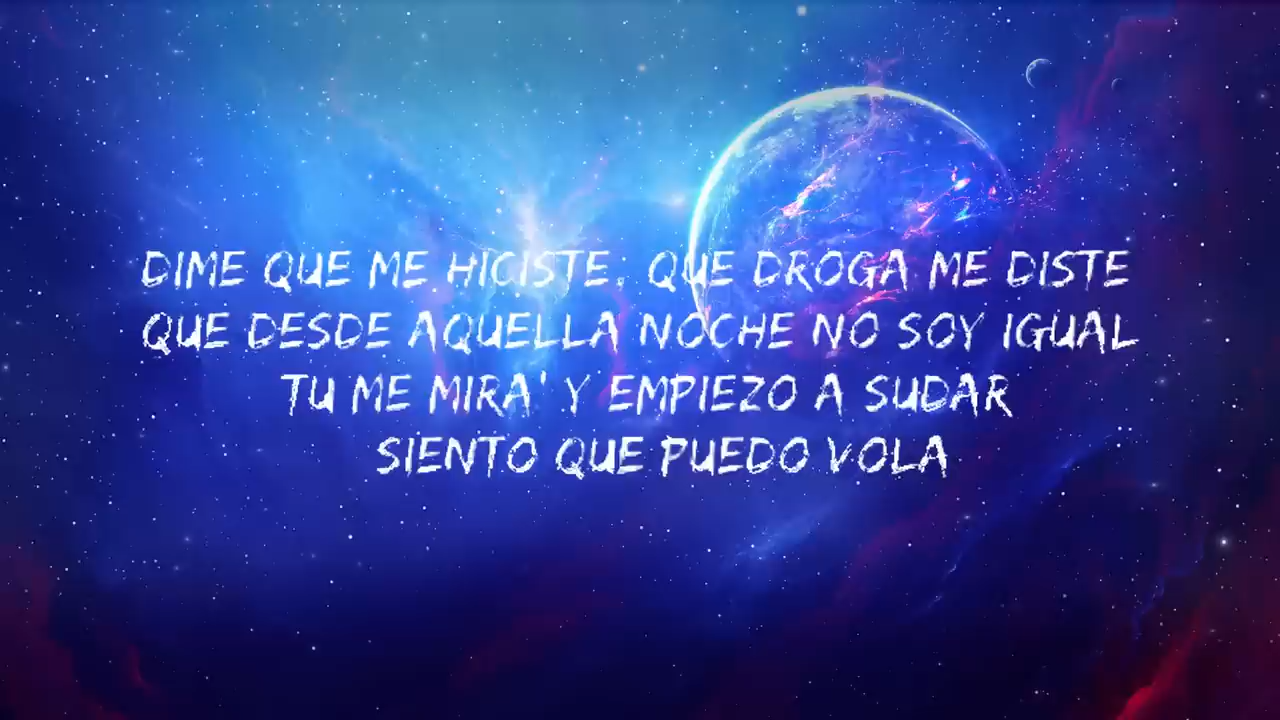 DIME QUE ME HICISTE, QUE DROGA ME DISTE
QUE DESDE AQUELLA NOCHE NO SOY IGUAL
TU ME MIRA' Y EMPIEZO A SUDAR
SIENTO QUE PUEDO VOLA